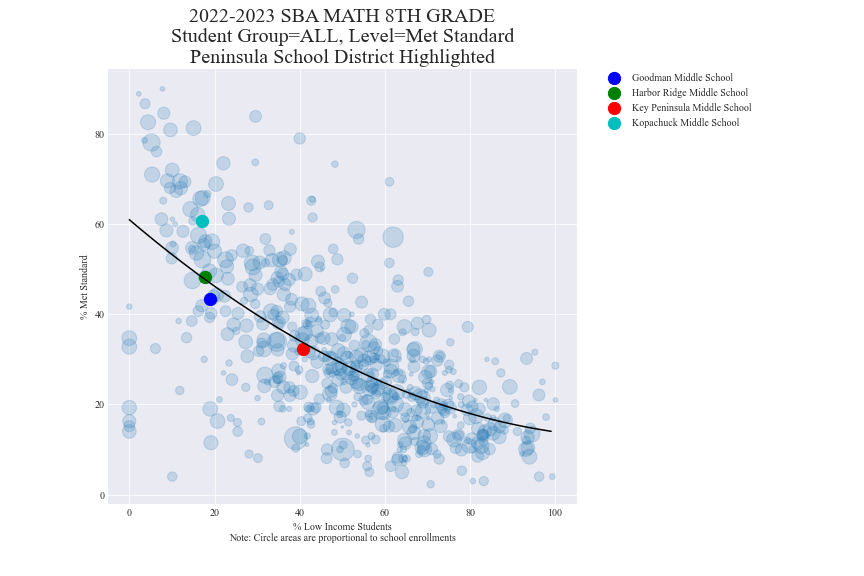 2022-2023 SBA MATH 8TH GRADE
Student Group=ALL, Level=Met Standard
Peninsula School District Highlighted
Goodman Middle School
Harbor Ridge Middle School
Key Peninsula Middle School
Kopachuck Middle School
% Met Standard
80
60
40
20
0
0 20 40 60 80 100
% Low Income Students
Note: Circle areas are proportional to school enrollments